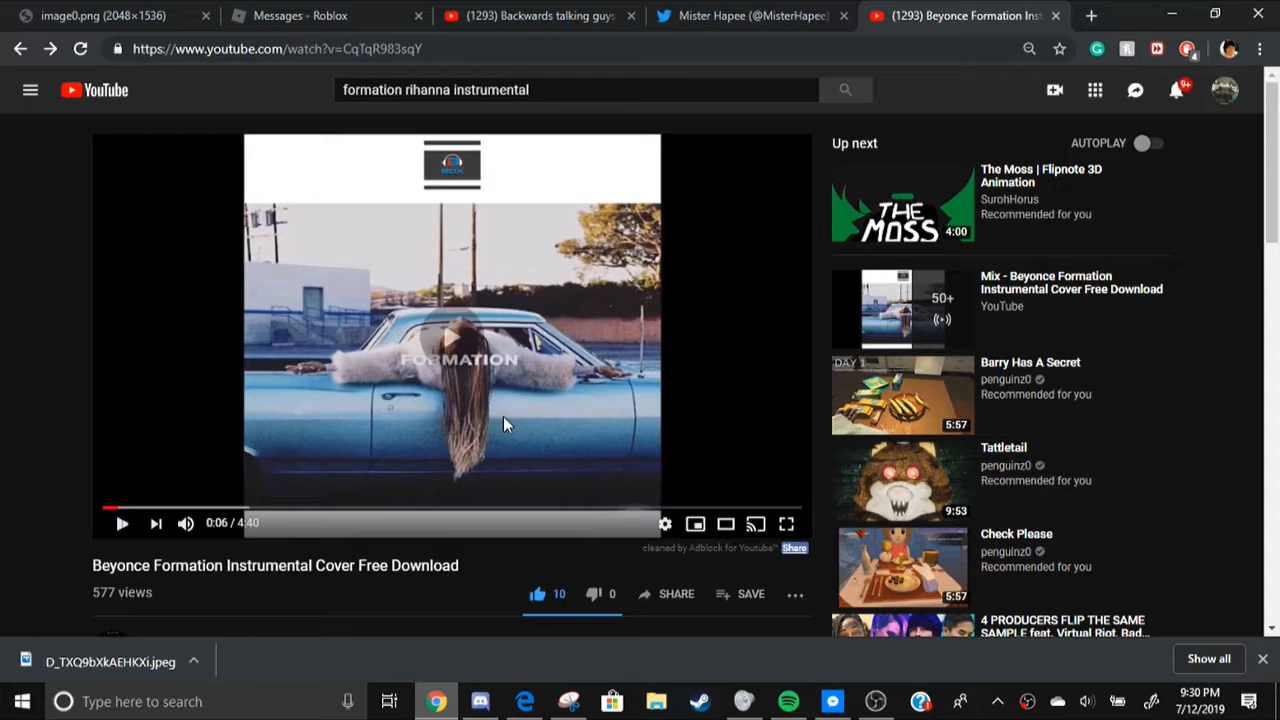 image0.png (2048×1536)
Messages - Roblox
(1293) Backwards talking guys
Mister Hapee (@MisterHapee)
(1293) Beyonce Formation Ins
https://www.youtube.com/watch?v=CqTqR983sqY
4
YouTube
formation rihanna instrumental
9+
Up next
AUTOPLAY
THE MOSS
4:00
The Moss | Flipnote 3D
Animation
SurohHorus
Recommended for you
50+
Mix - Beyonce Formation
Instrumental Cover Free Download
YouTube
DAY 1
5:57
Barry Has A Secret
penguinz0
Recommended for you
9:53
Tattletail
penguinz0
Recommended for you
5:57
Check Please
penguinz0
Recommended for you
4 PRODUCERS FLIP THE SAME
SAMPLE feat. Virtual Riot, Bad...
FORMATION
0:06 / 4:40
cleaned by Adblock for Youtube™ Share
Beyonce Formation Instrumental Cover Free Download
577 views
10
0
SHARE
SAVE
D_TXQ9bXkAEHKXi.jpeg
Show all
Type here to search
9:30 PM
7/12/2019